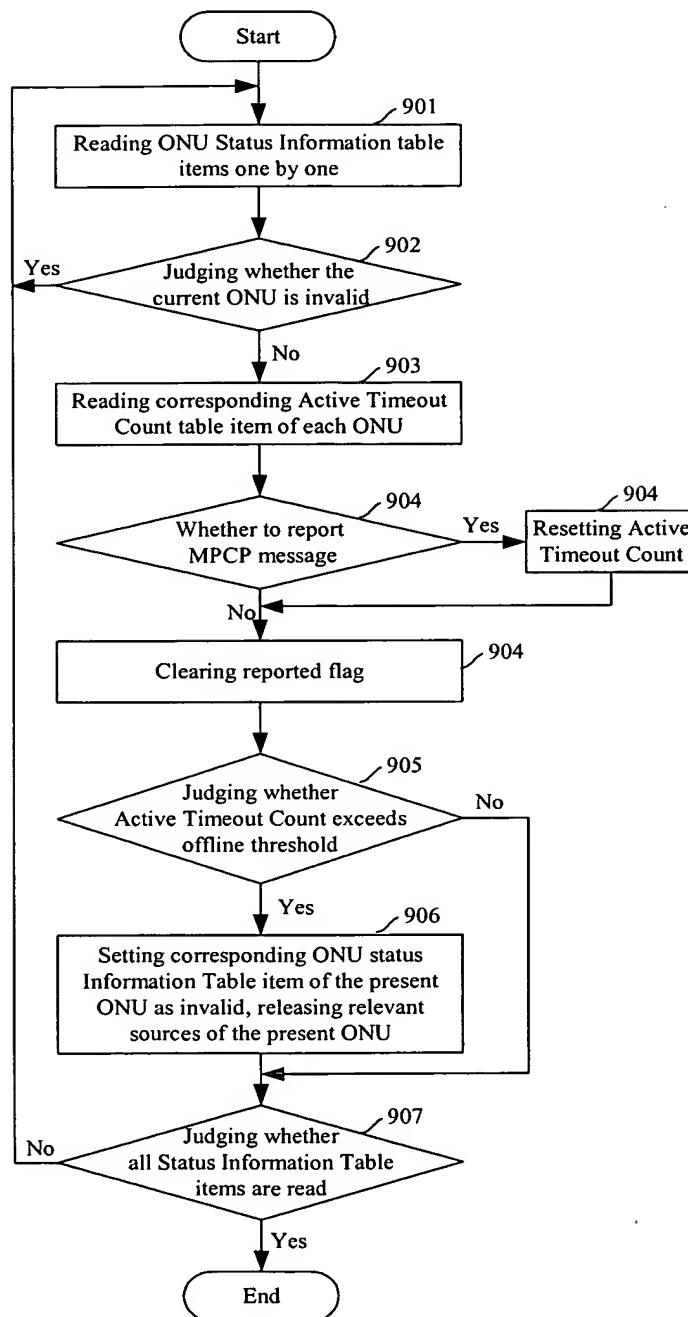 Start
901
Reading ONU Status Information table
items one by one
902
Yes
Judging whether the
current ONU is invalid
No
903
Reading corresponding Active Timeout
Count table item of each ONU
904
Whether to report
MPCP message
Yes
904
Resetting Active
Timeout Count
No
904
Clearing reported flag
905
Judging whether
Active Timeout Count exceeds
offline threshold
No
Yes
906
Setting corresponding ONU status
Information Table item of the present
ONU as invalid, releasing relevant
sources of the present ONU
907
No
Judging whether
all Status Information Table
items are read
Yes
End